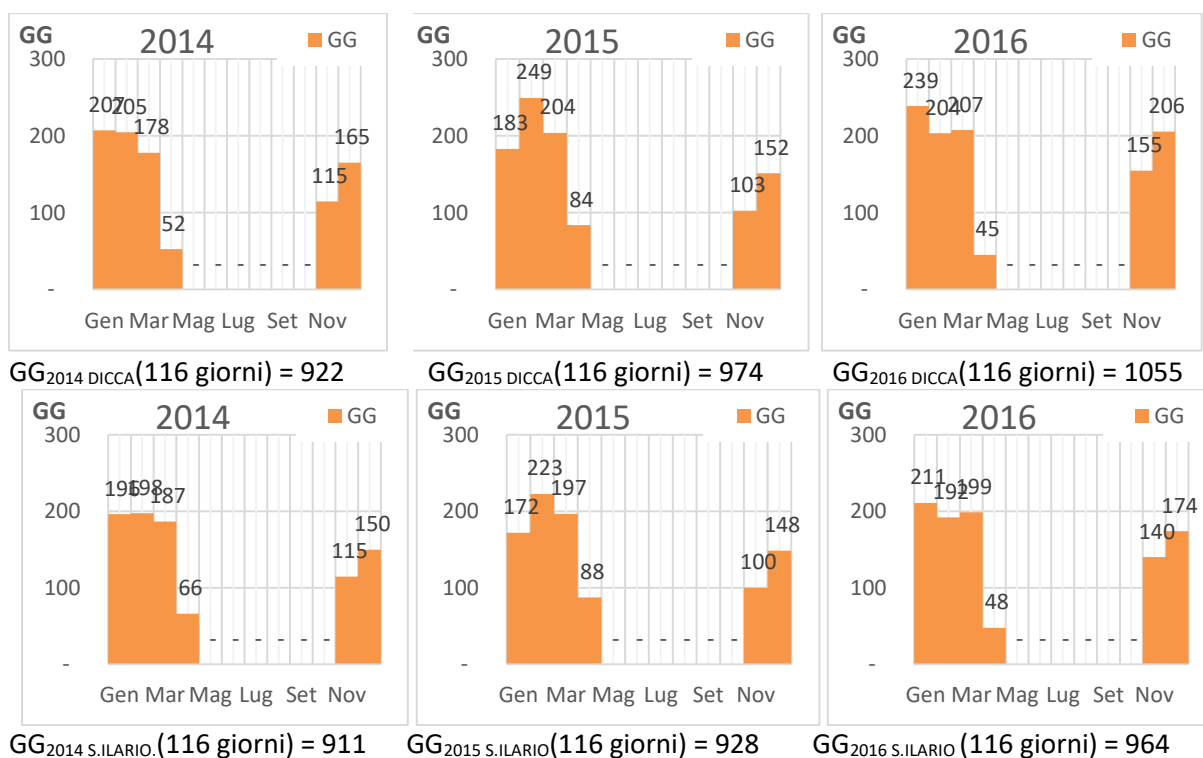 GG 2014 GG
300
207 205 178 52 - - - - - - 115 165
200
100
-
Gen Mar Mag Lug Set Nov
2015 GG
300
183 249 204 84 - - - - - - 103 152
200
100
-
Gen Mar Mag Lug Set Nov
GG 2016 GG
300
239 204 207 45 - - - - - - 155 206
200
100
-
Gen Mar Mag Lug Set Nov
GG2014 DICCA(116 giorni) = 922
GG2015 DICCA(116 giorni) = 974
GG2016 DICCA(116 giorni) = 1055
GG 2014 GG
300
196 198 187 66 - - - - - - 115 150
200
100
-
Gen Mar Mag Lug Set Nov
GG 2015 GG
300
172 223 197 88 - - - - - - 100 148
200
100
-
Gen Mar Mag Lug Set Nov
GG 2016 GG
300
211 192 199 48 - - - - - - 140 174
200
100
-
Gen Mar Mag Lug Set Nov
GG2014 S.ILARIO.(116 giorni) = 911
GG2015 S.ILARIO(116 giorni) = 928
GG2016 S.ILARIO (116 giorni) = 964